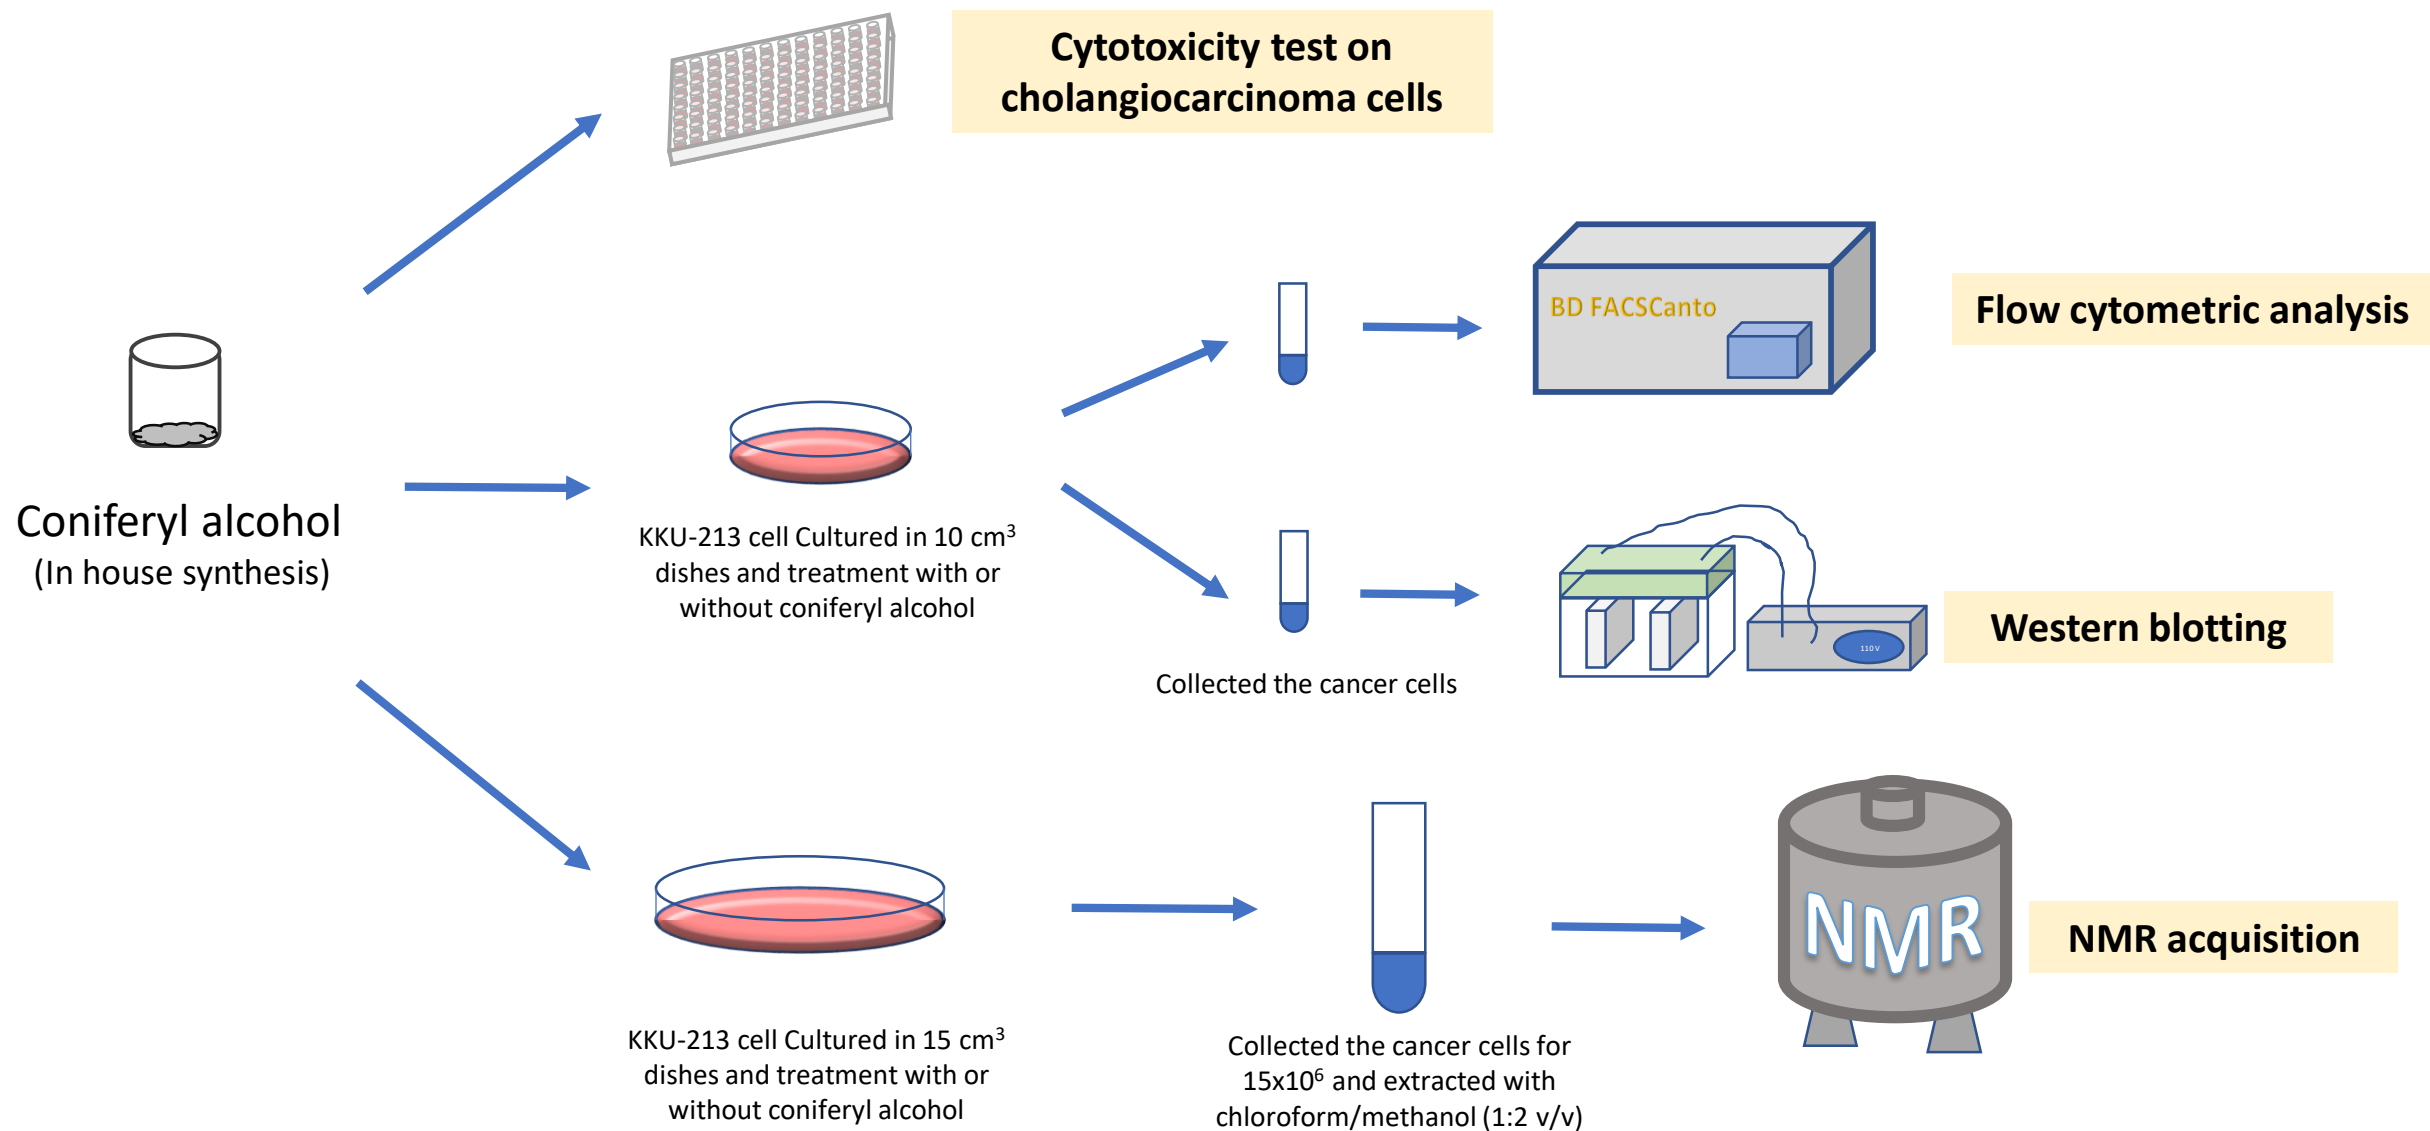 Cytotoxicity test on
cholangiocarcinoma cells
BD FACSCanto
Flow cytometric analysis
Coniferyl alcohol
(In house synthesis)
KKU-213 cell Cultured in 10 cm³
dishes and treatment with or
without coniferyl alcohol
110 V
Western blotting
Collected the cancer cells
NMR
NMR acquisition
KKU-213 cell Cultured in 15 cm³
dishes and treatment with or
without coniferyl alcohol
Collected the cancer cells for
15x10⁶ and extracted with
chloroform/methanol (1:2 v/v)